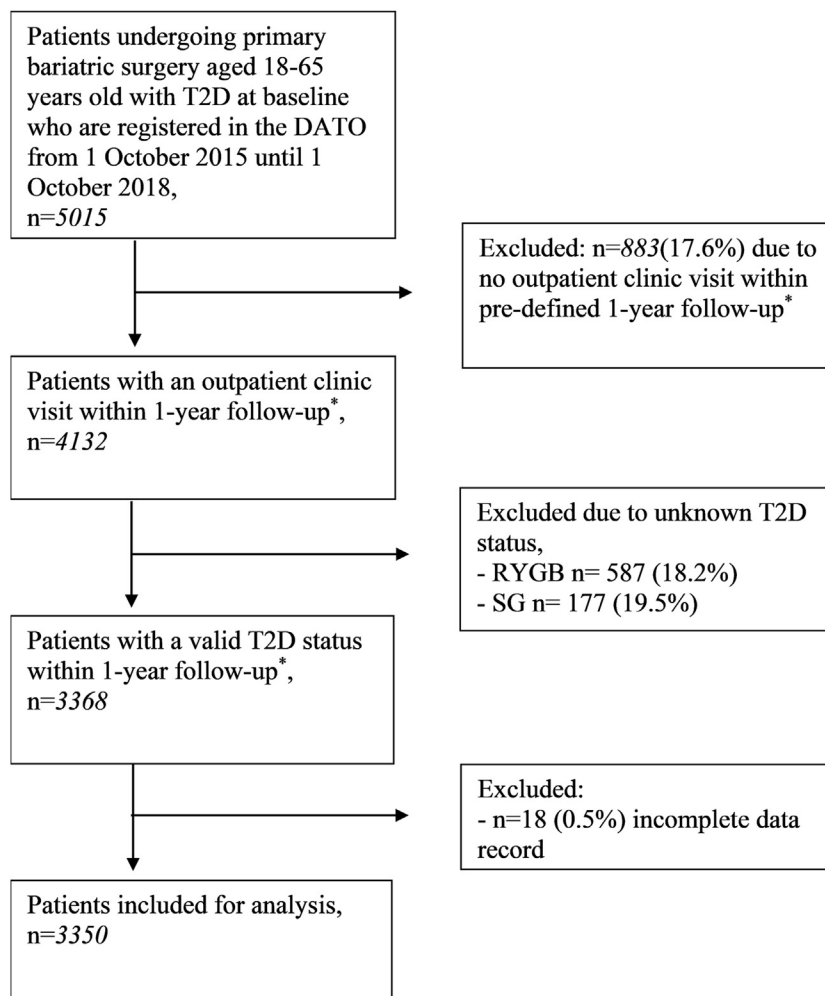 Patients undergoing primary
bariatric surgery aged 18-65
years old with T2D at baseline
who are registered in the DATO
from 1 October 2015 until 1
October 2018,
n=5015
Excluded: n=883(17.6%) due to
no outpatient clinic visit within
pre-defined 1-year follow-up*
Patients with an outpatient clinic
visit within 1-year follow-up*,
n=4132
Excluded due to unknown T2D
status,
- RYGB n= 587 (18.2%)
- SG n= 177 (19.5%)
Patients with a valid T2D status
within 1-year follow-up*,
n=3368
Excluded:
- n=18 (0.5%) incomplete data
record
Patients included for analysis,
n=3350